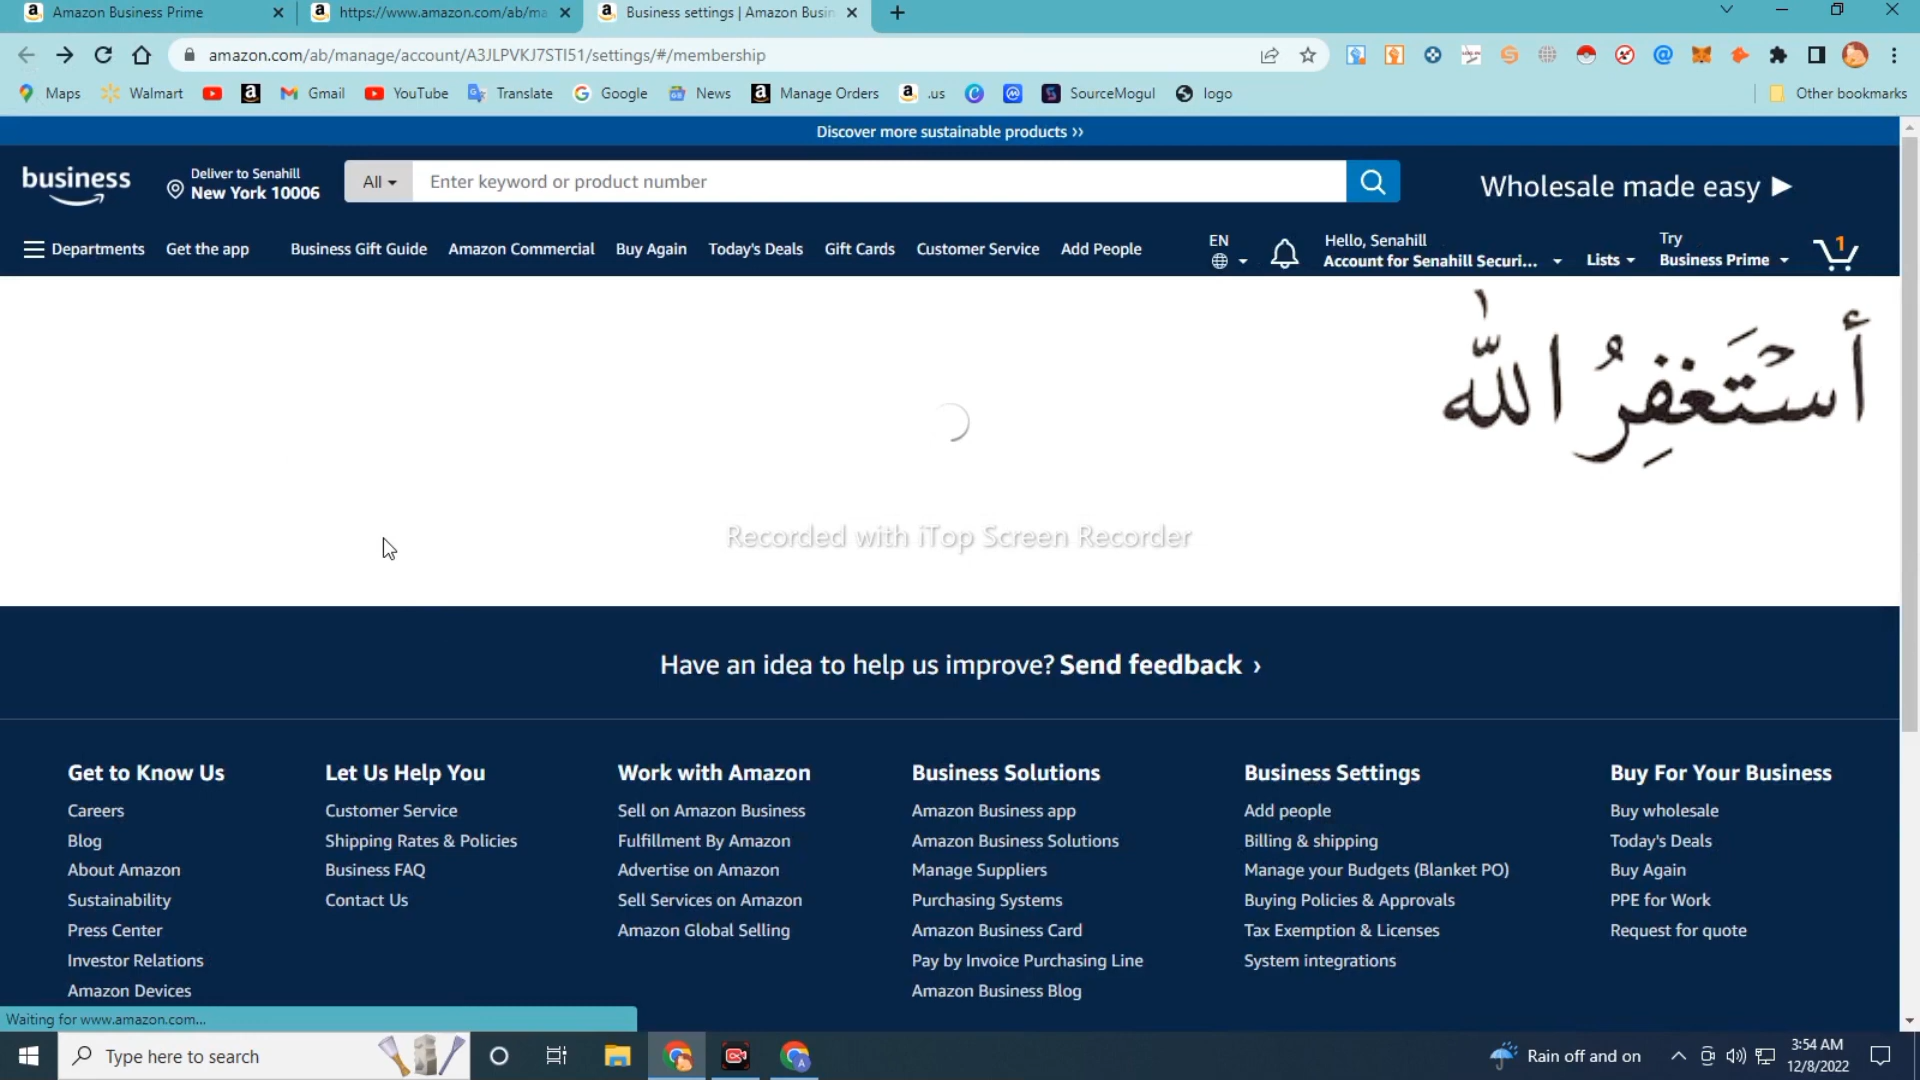 Amazon Business Prime
https://www.amazon.com/ab/ma
Business settings | Amazon Busin
amazon.com/ab/manage/account/A3JLPVKJ7STI51/settings/#/membership
Maps
Walmart
Gmail
YouTube
Translate
Google
News
Manage Orders
.us
SourceMogul
logo
Other bookmarks
Discover more sustainable products ››
business
Deliver to Senahill
New York 10006
All
Enter keyword or product number
Wholesale made easy
Departments
Get the app
Business Gift Guide
Amazon Commercial
Buy Again
Today's Deals
Gift Cards
Customer Service
Add People
EN
Hello, Senahill
Account for Senahill Securi...
Lists
Try
Business Prime
1
أَسْتَغْفِرُ اللّٰه
Recorded with iTop Screen Recorder
Have an idea to help us improve? Send feedback ›
Get to Know Us
Careers
Blog
About Amazon
Sustainability
Press Center
Investor Relations
Amazon Devices
Let Us Help You
Customer Service
Shipping Rates & Policies
Business FAQ
Contact Us
Work with Amazon
Sell on Amazon Business
Fulfillment By Amazon
Advertise on Amazon
Sell Services on Amazon
Amazon Global Selling
Business Solutions
Amazon Business app
Amazon Business Solutions
Manage Suppliers
Purchasing Systems
Amazon Business Card
Pay by Invoice Purchasing Line
Amazon Business Blog
Business Settings
Add people
Billing & shipping
Manage your Budgets (Blanket PO)
Buying Policies & Approvals
Tax Exemption & Licenses
System integrations
Buy For Your Business
Buy wholesale
Today's Deals
Buy Again
PPE for Work
Request for quote
Waiting for www.amazon.com...
Type here to search
Rain off and on
3:54 AM
12/8/2022